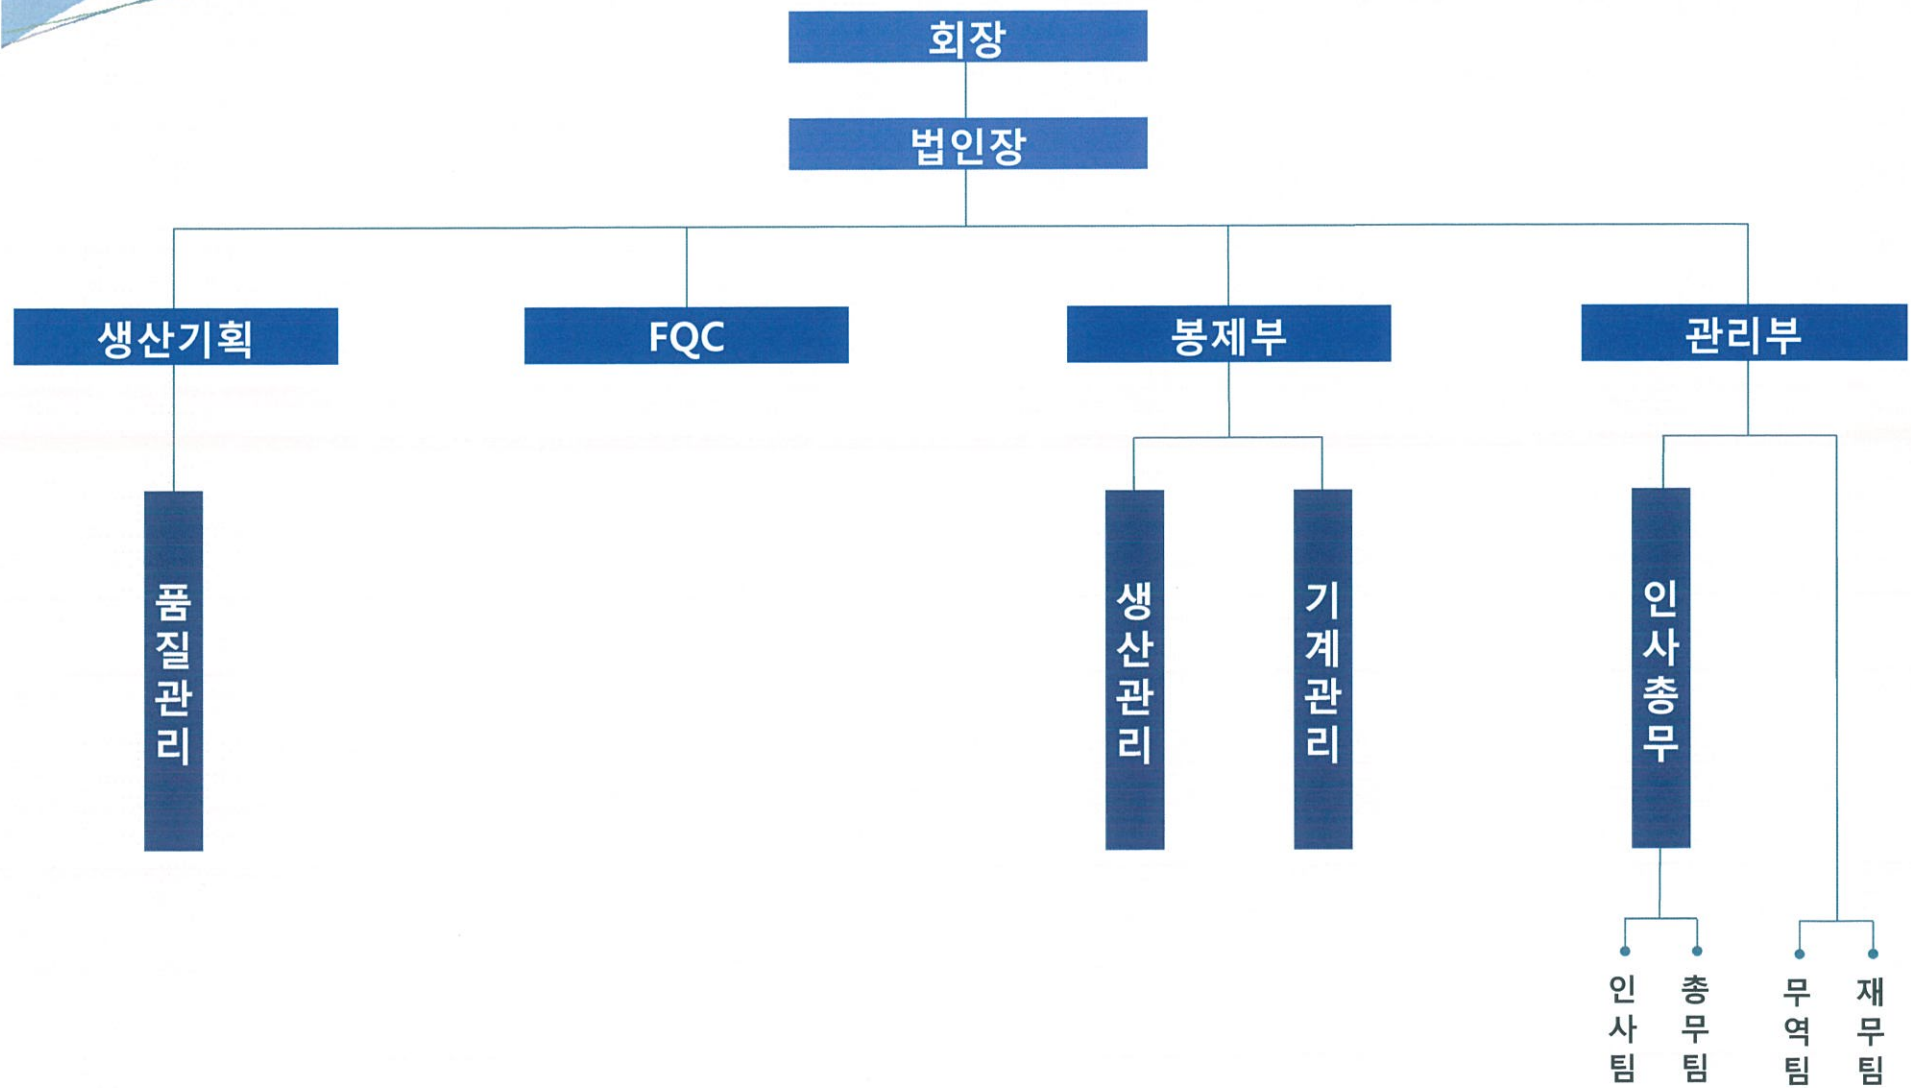 회장
법인장
생산기획
FQC
봉제부
관리부
품질관리
생산관리
기계관리
인사총무
인사팀
총무팀
무역팀
재무팀